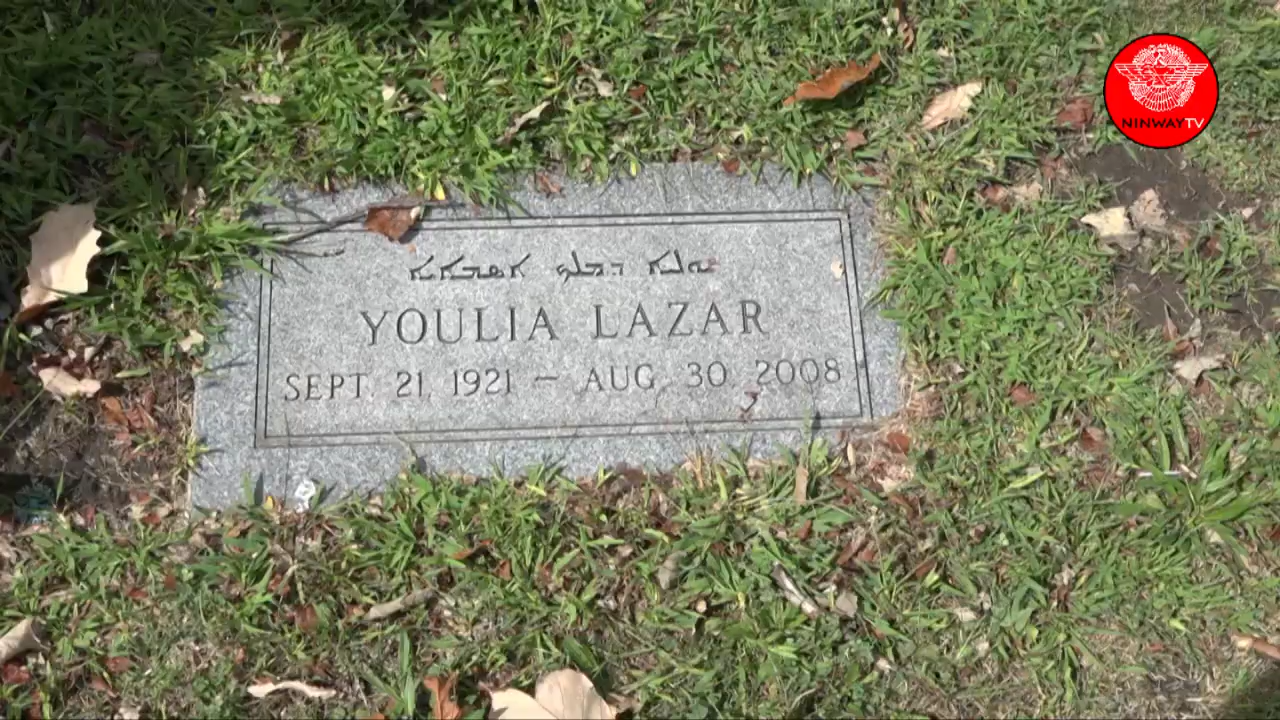 YOULIA LAZAR
SEPT. 21, 1921 – AUG. 30 2008
NINWAYTV